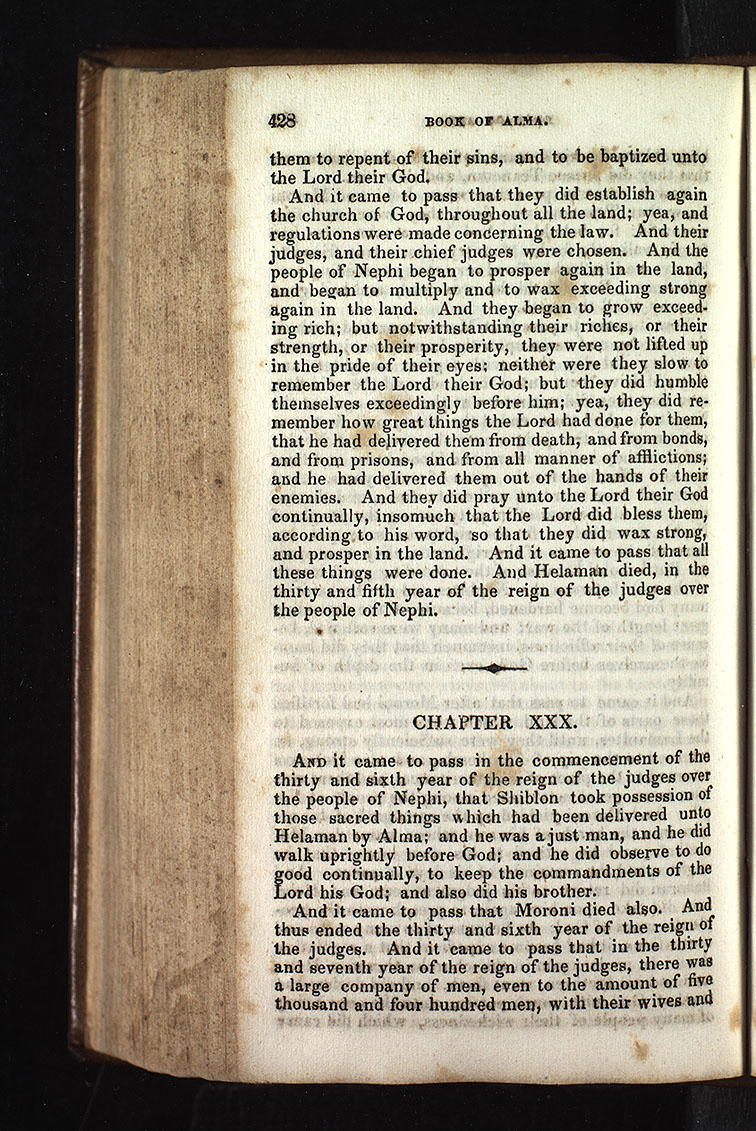 428 BOOK OF ALMA.
them to repent of their sins, and to be baptized unto
the Lord their God.
And it came to pass that they did establish again
the church of God, throughout all the land; yea, and
regulations were made concerning the law. And their
judges, and their chief judges were chosen. And the
people of Nephi began to prosper again in the land,
and began to multiply and to wax exceeding strong
again in the land. And they began to grow exceed-
ing rich; but notwithstanding their riches, or their
strength, or their prosperity, they were not lifted up
in the pride of their eyes: neither were they slow to
remember the Lord their God; but they did humble
themselves exceedingly before him; yea, they did re-
member how great things the Lord had done for them,
that he had delivered them from death, and from bonds,
and from prisons, and from all manner of afflictions;
and he had delivered them out of the hands of their
enemies. And they did pray unto the Lord their God
continually, insomuch that the Lord did bless them,
according to his word, so that they did wax strong,
and prosper in the land. And it came to pass that all
these things were done. And Helaman died, in the
thirty and fifth year of the reign of the judges over
the people of Nephi.
CHAPTER XXX.
AND it came to pass in the commencement of the
thirty and sixth year of the reign of the judges over
the people of Nephi, that Shiblon took possession of
those sacred things which had been delivered unto
Helaman by Alma; and he was a just man, and he did
walk uprightly before God; and he did observe to do
good continually, to keep the commandments of the
Lord his God; and also did his brother.
And it came to pass that Moroni died also. And
thus ended the thirty and sixth year of the reign of
the judges. And it came to pass that in the thirty
and seventh year of the reign of the judges, there was
a large company of men, even to the amount of five
thousand and four hundred men, with their wives and